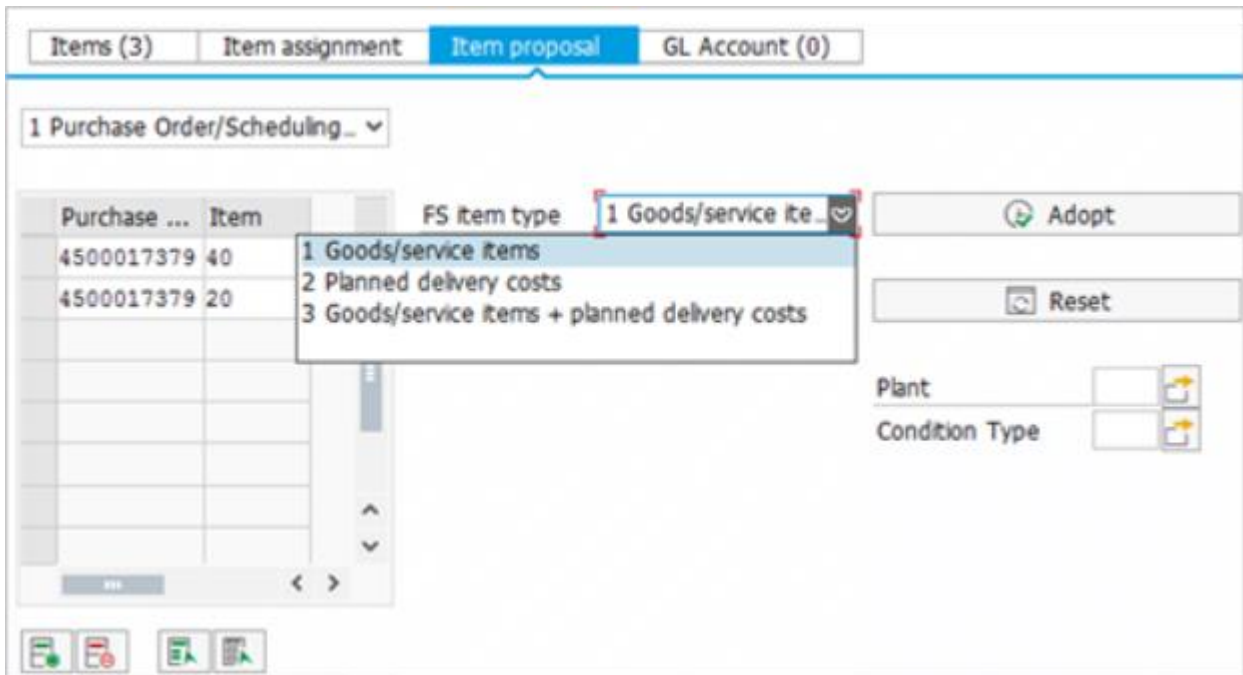 Items (3) Item assignment Item proposal GL Account (0)
1 Purchase Order/Scheduling...
Purchase ... Item
FS item type 1 Goods/service ite... Adopt
4500017379 40
1 Goods/service items
4500017379 20
2 Planned delivery costs
3 Goods/service items + planned delivery costs
Reset
Plant
Condition Type